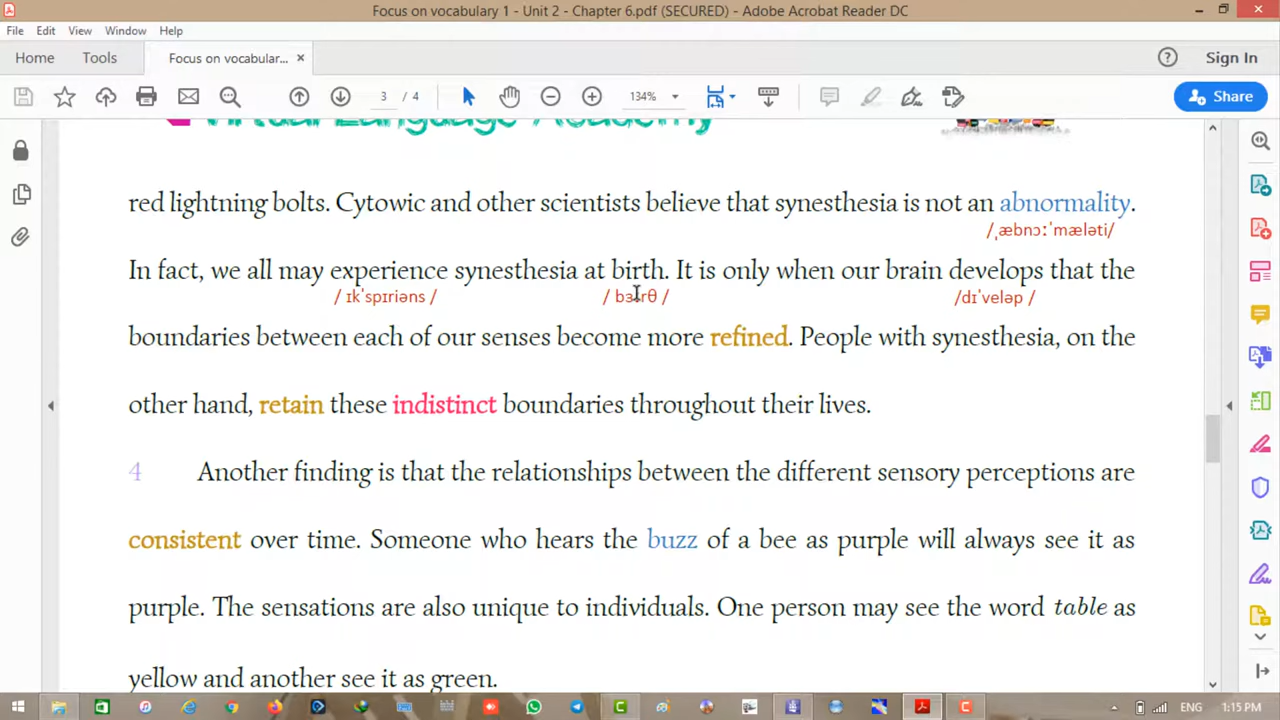 Focus on vocabulary 1 - Unit 2 - Chapter 6.pdf (SECURED) - Adobe Acrobat Reader DC
File Edit View Window Help
Home Tools Focus on vocabular... × Sign In
3 / 4 134% Share
Virtual Language Academy
red lightning bolts. Cytowic and other scientists believe that synesthesia is not an abnormality.
/ˌæbnɔːˈmæləti/
In fact, we all may experience synesthesia at birth. It is only when our brain develops that the
/ ɪkˈspɪriəns / / bɜːrθ / /dɪˈveləp /
boundaries between each of our senses become more refined. People with synesthesia, on the
other hand, retain these indistinct boundaries throughout their lives.
4 Another finding is that the relationships between the different sensory perceptions are
consistent over time. Someone who hears the buzz of a bee as purple will always see it as
purple. The sensations are also unique to individuals. One person may see the word table as
yellow and another see it as green.
ENG 1:15 PM